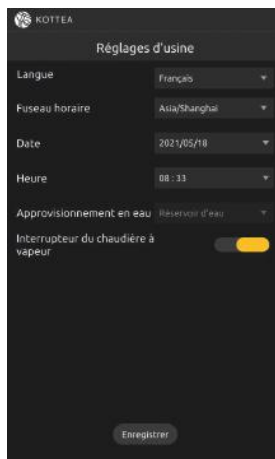 KOTTEA
Réglages d'usine
Langue Français
Fuseau horaire Asia/Shanghai
Date 2021/05/18
Heure 08 : 33
Approvisionnement en eau Réservoir d'eau
Interrupteur du chaudière à
vapeur
Enregistrer